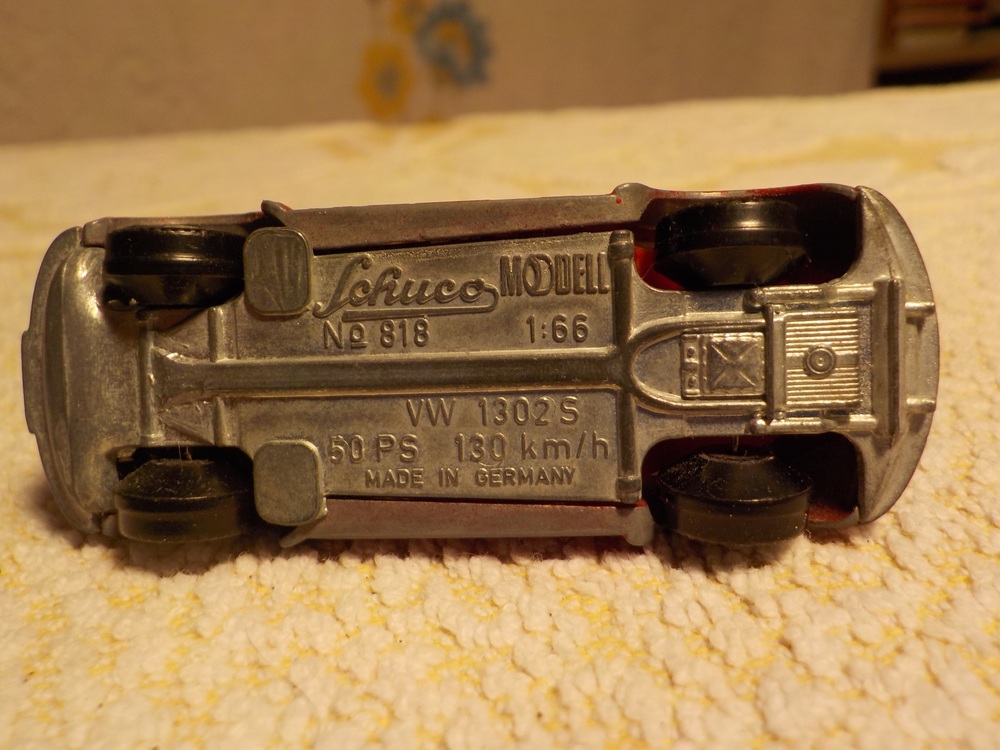 Schuco MODELL
No 818 1:66
VW 1302 S
50 PS 130 km/h
MADE IN GERMANY